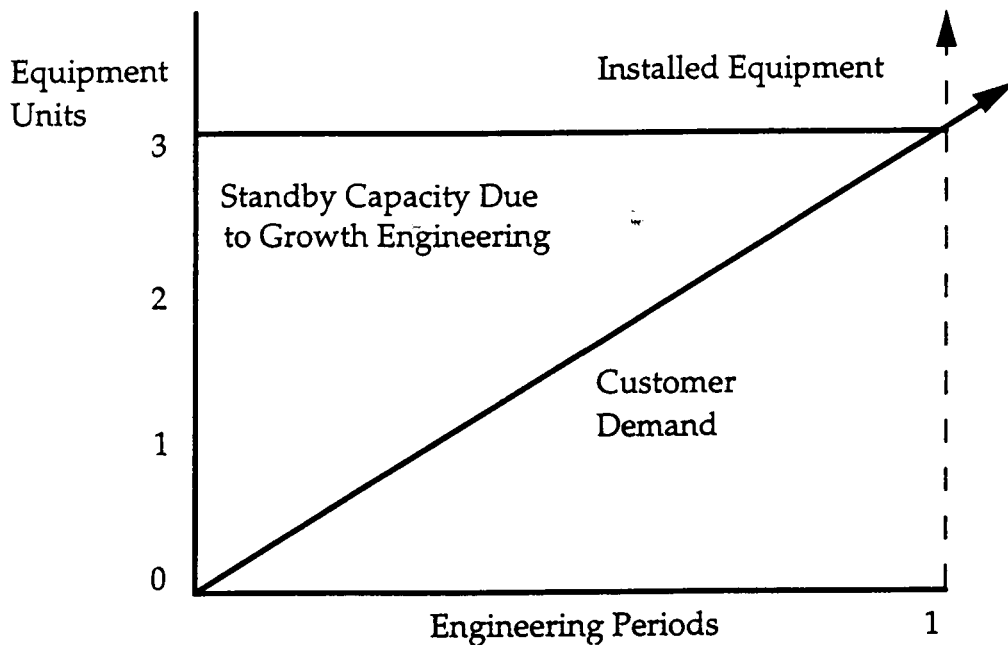 Equipment
Units
Installed Equipment
3
Standby Capacity Due
to Growth Engineering
2
Customer
Demand
1
0
Engineering Periods
1